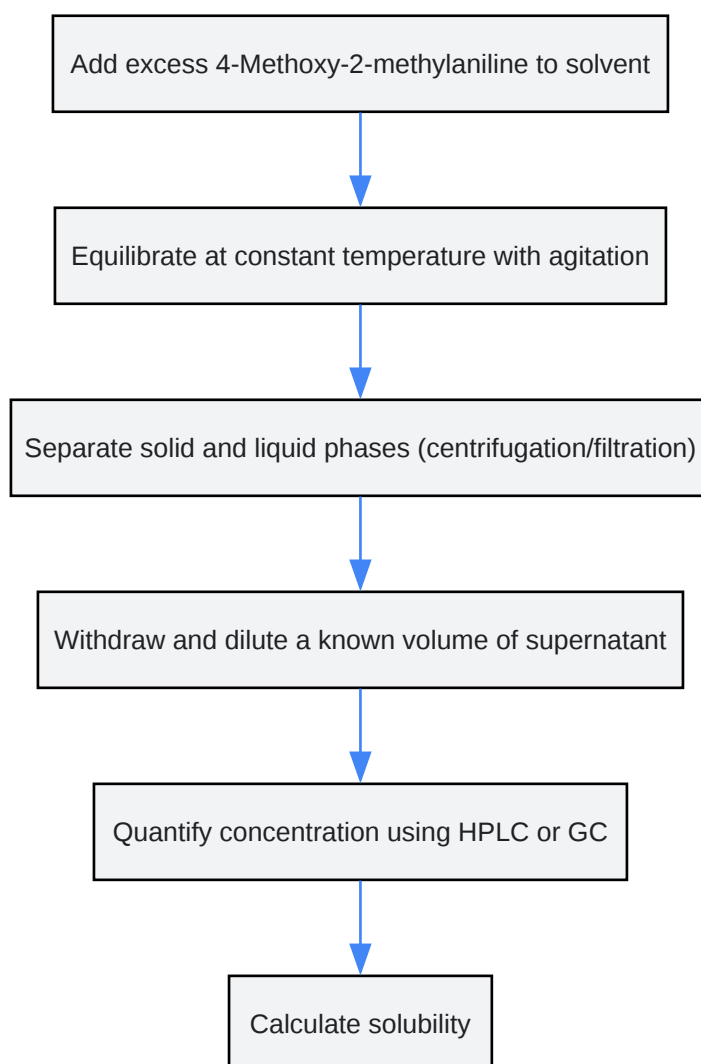 Add excess 4-Methoxy-2-methylaniline to solvent
Equilibrate at constant temperature with agitation
Separate solid and liquid phases (centrifugation/filtration)
Withdraw and dilute a known volume of supernatant
Quantify concentration using HPLC or GC
Calculate solubility